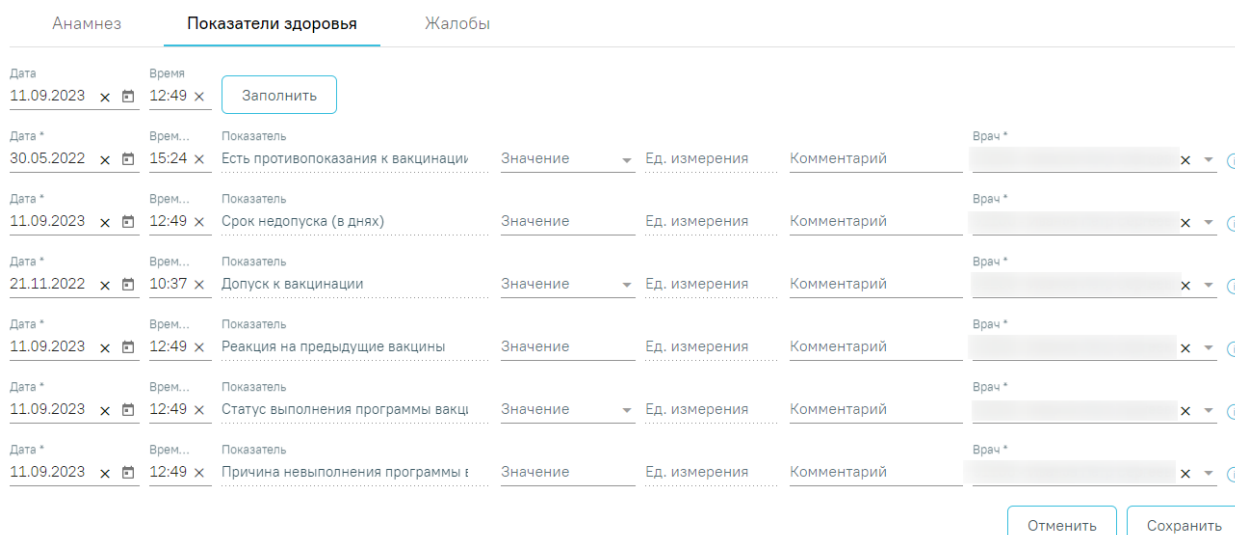 Анамнез Показатели здоровья Жалобы
Дата Время
11.09.2023 12:49 Заполнить
Дата * Врем... Показатель Врач *
30.05.2022 15:24 Есть противопоказания к вакцинации Значение Ед. измерения Комментарий
Дата * Врем... Показатель Врач *
11.09.2023 12:49 Срок недопуска (в днях) Значение Ед. измерения Комментарий
Дата * Врем... Показатель Врач *
21.11.2022 10:37 Допуск к вакцинации Значение Ед. измерения Комментарий
Дата * Врем... Показатель Врач *
11.09.2023 12:49 Реакция на предыдущие вакцины Значение Ед. измерения Комментарий
Дата * Врем... Показатель Врач *
11.09.2023 12:49 Статус выполнения программы вакц Значение Ед. измерения Комментарий
Дата * Врем... Показатель Врач *
11.09.2023 12:49 Причина невыполнения программы в Значение Ед. измерения Комментарий
Отменить Сохранить